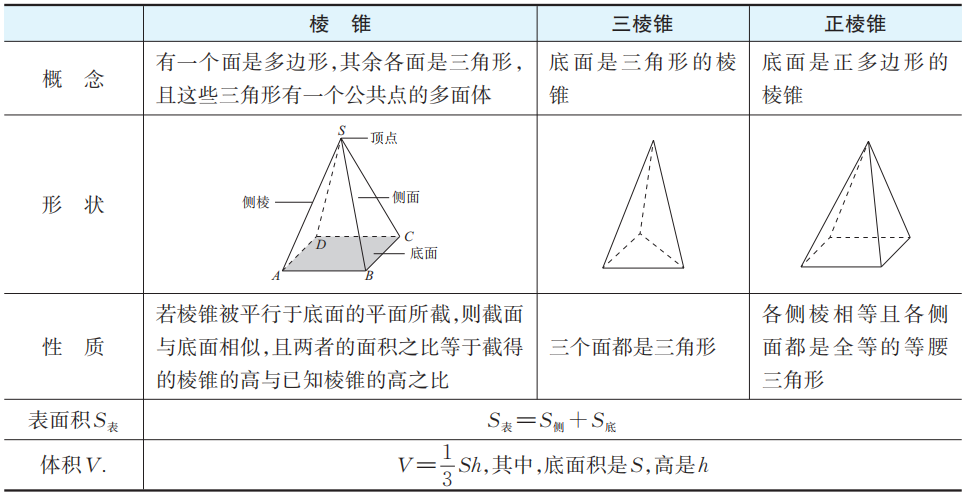 棱 锥 三棱锥 正棱锥
概 念
有一个面是多边形,其余各面是三角形,
且这些三角形有一个公共点的多面体
底面是三角形的棱
锥
底面是正多边形的
棱锥
形 状
S
顶点
侧棱
侧面
D
C
底面
A
B
性 质
若棱锥被平行于底面的平面所截,则截面
与底面相似,且两者的面积之比等于截得
的棱锥的高与已知棱锥的高之比
三个面都是三角形
各侧棱相等且各侧
面都是全等的等腰
三角形
表面积S表
S表=S侧+S底
体积V.
V=1/3Sh,其中,底面积是S,高是h